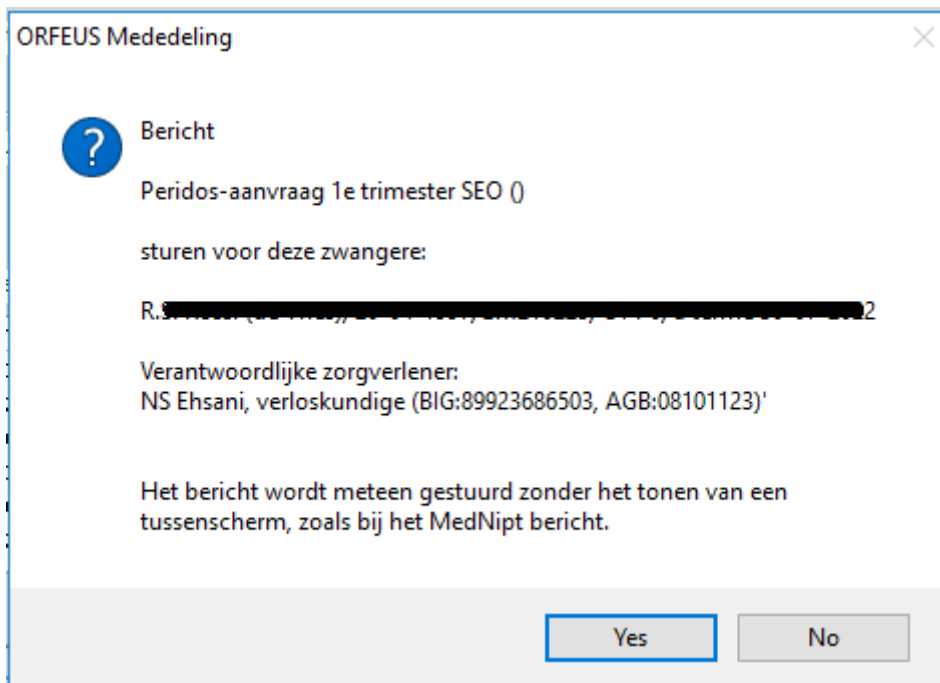 ORFEUS Mededeling
Bericht
Peridos-aanvraag 1e trimester SEO ()
sturen voor deze zwangere:
R.
Verantwoordlijke zorgverlener:
NS Ehsani, verloskundige (BIG:89923686503, AGB:08101123)'
Het bericht wordt meteen gestuurd zonder het tonen van een
tussenscherm, zoals bij het MedNipt bericht.
Yes
No